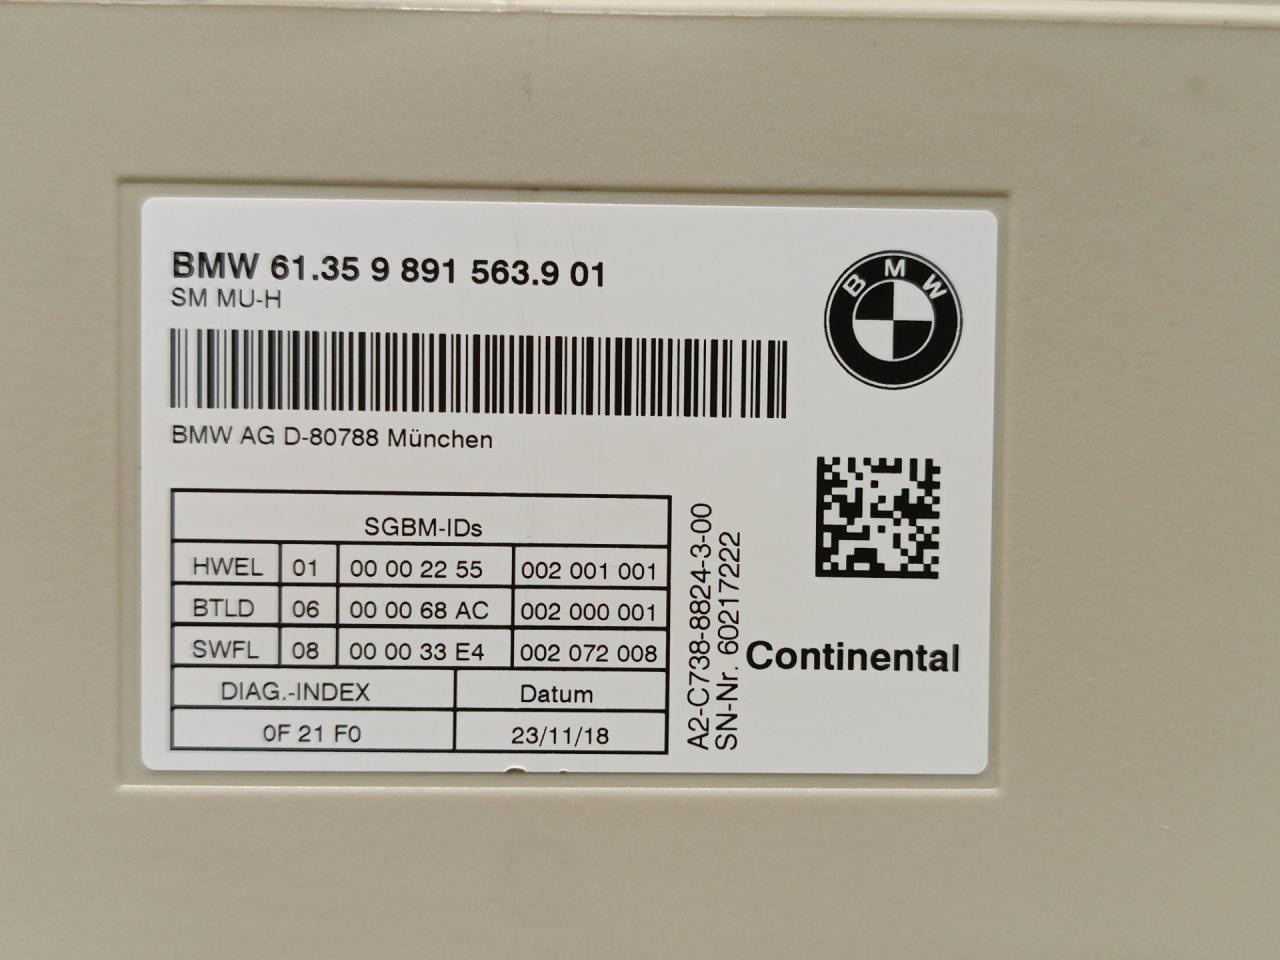 BMW 61.35 9 891 563.9 01
SM MU-H
BMW
BMW AG D-80788 München
SGBM-IDs
HWEL 01 00 00 22 55 002 001 001
BTLD 06 00 00 68 AC 002 000 001
SWFL 08 00 00 33 E4 002 072 008
DIAG.-INDEX Datum
0F 21 F0 23/11/18
A2-C738-8824-3-00
SN-Nr. 60217222
Continental